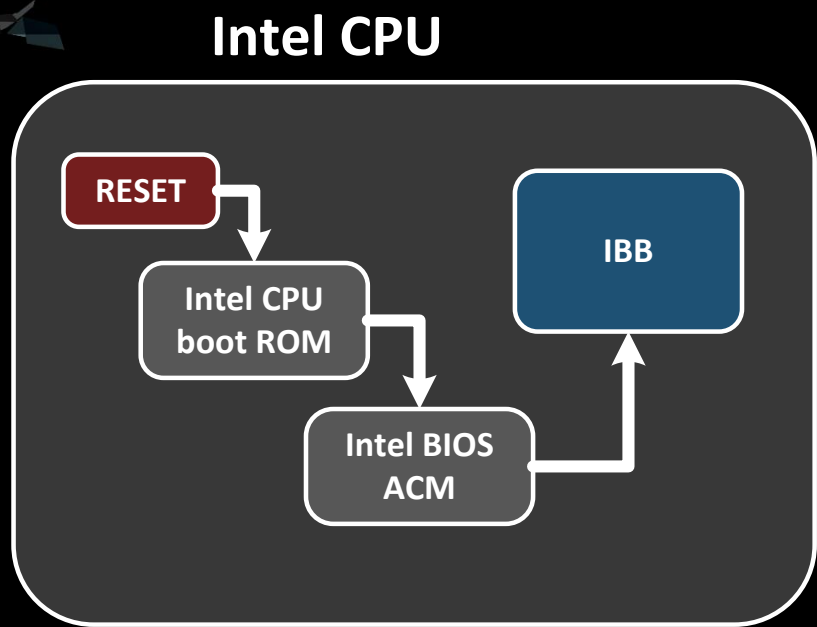 Intel CPU
RESET
Intel CPU
boot ROM
Intel BIOS
ACM
IBB